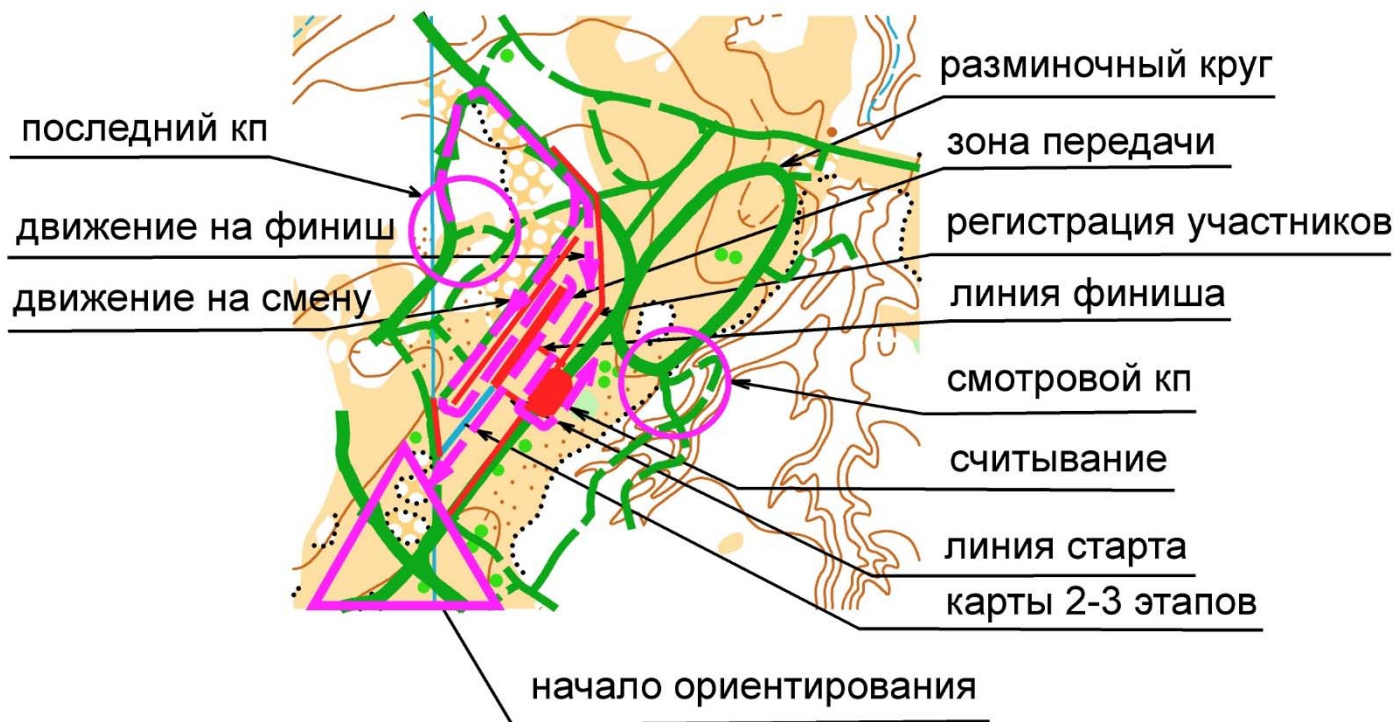 последний кп
движение на финиш
движение на смену
разминочный круг
зона передачи
регистрация участников
линия финиша
смотровой кп
считывание
линия старта
карты 2-3 этапов
начало ориентирования